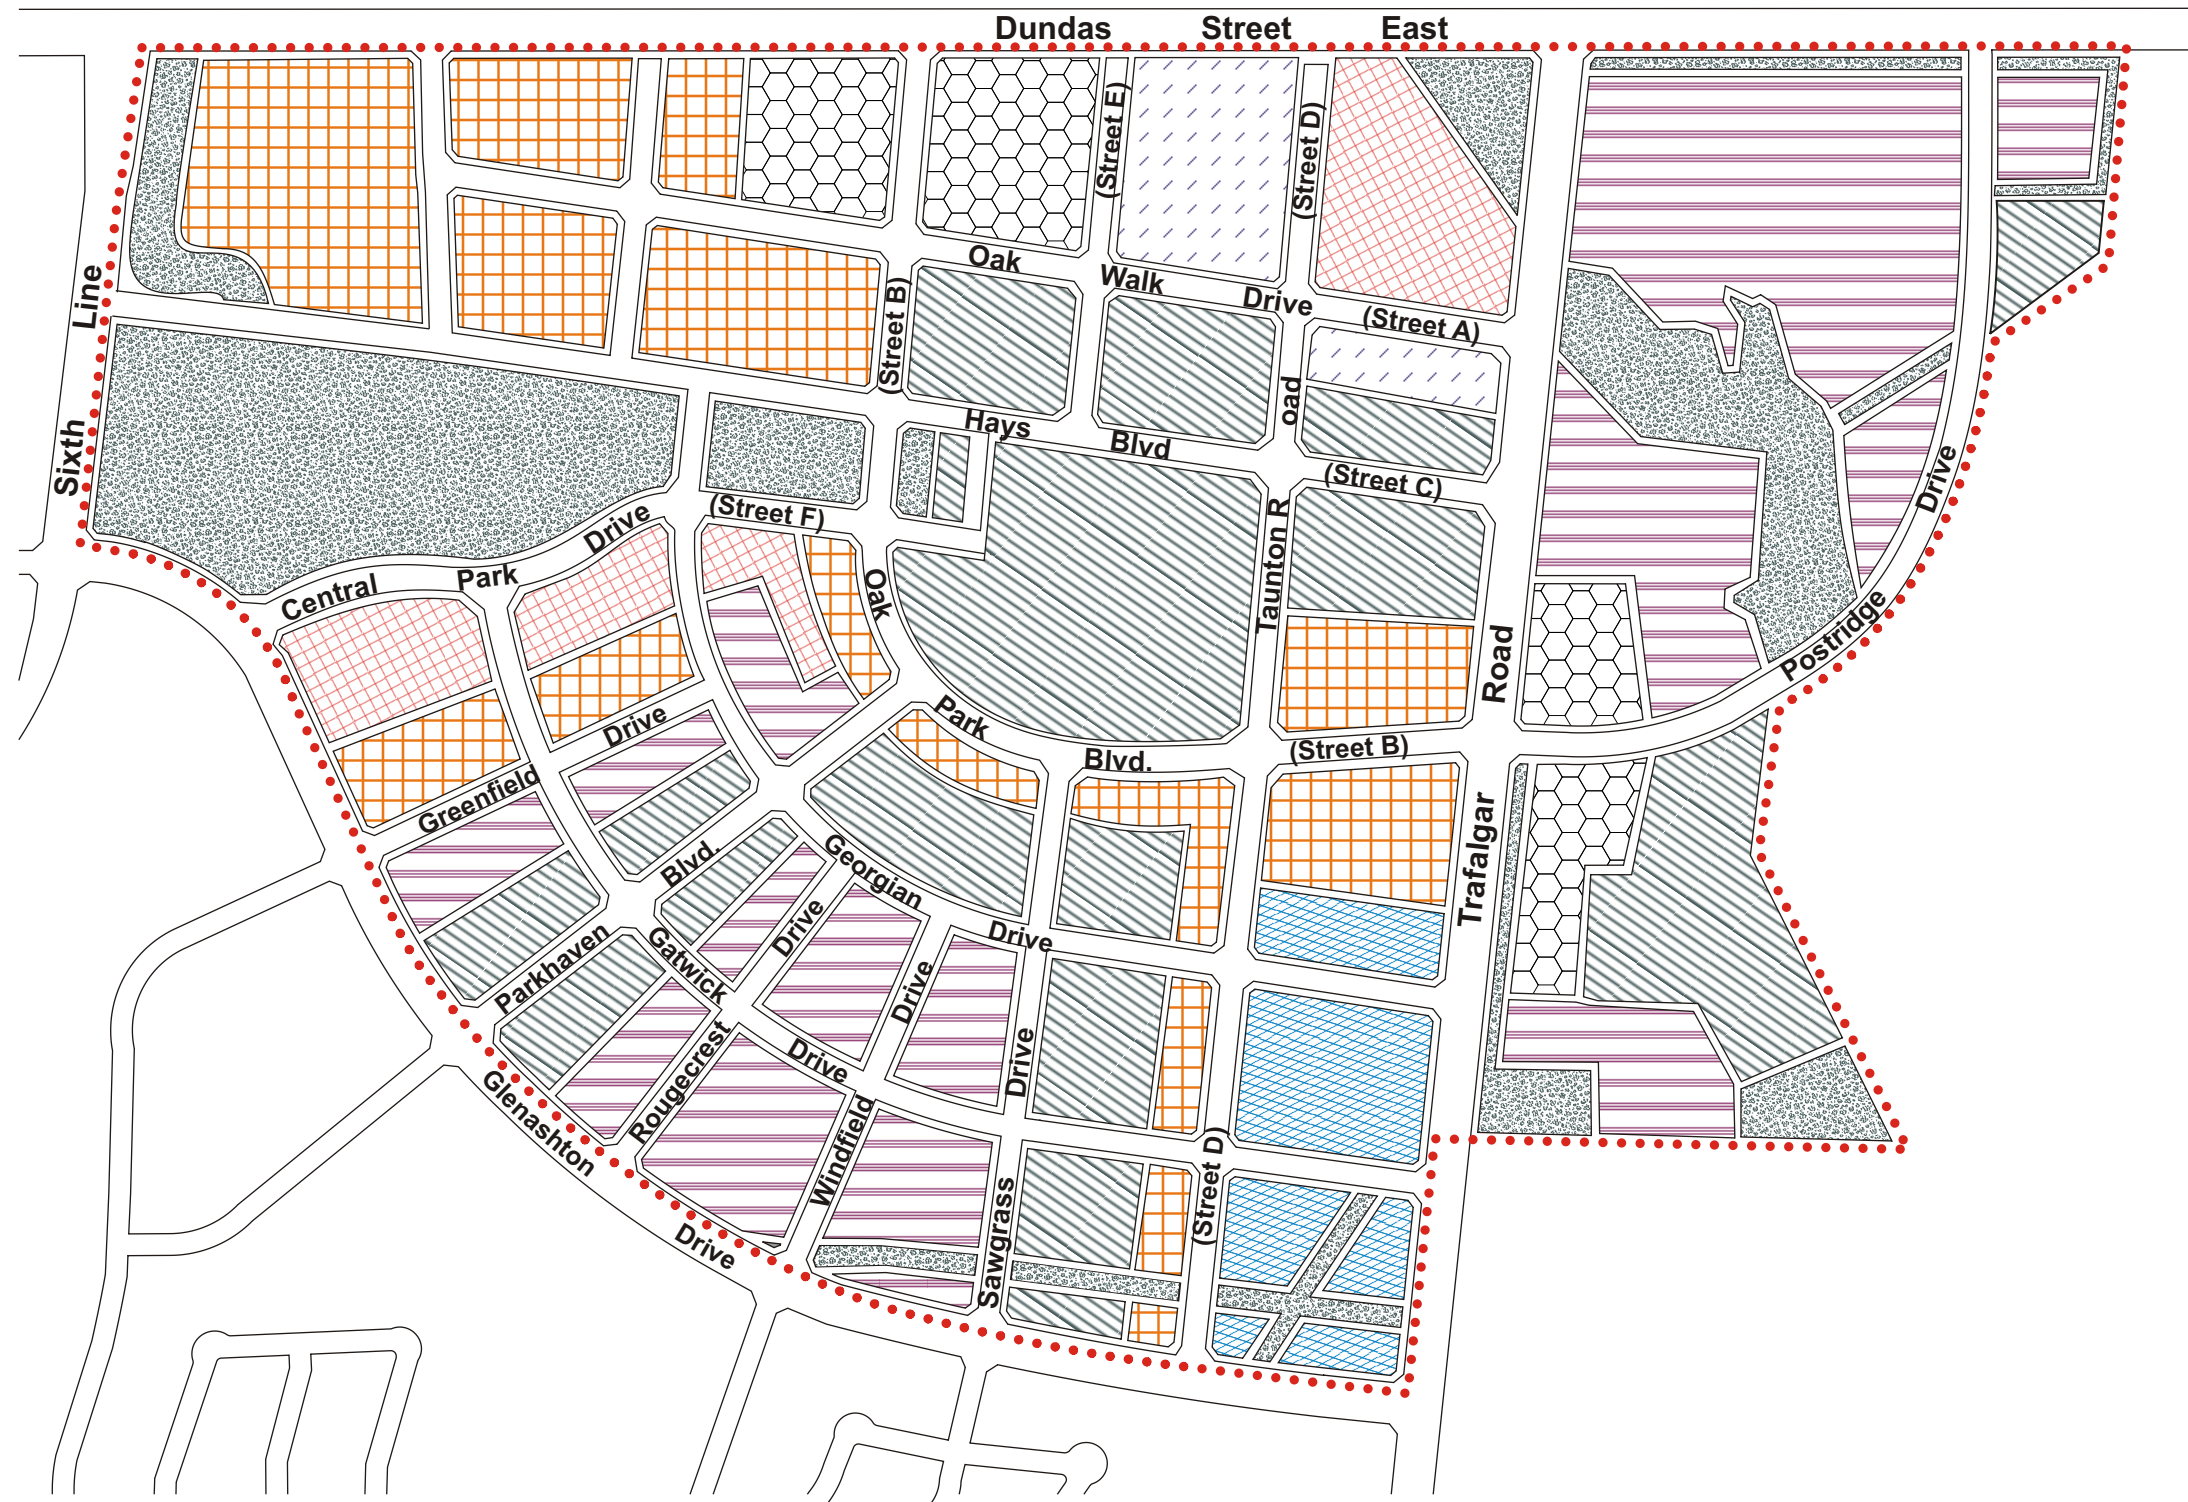 Dundas Street East
Sixth Line
(Street E)
(Street D)
Oak Walk Drive (Street A)
(Street B)
Hays Blvd (Street C)
Taunton Road
(Street F)
Central Park Drive
Oak Park Blvd. (Street B)
Trafalgar Road
Postridge Drive
Greenfield Drive
Parkhaven Blvd.
Georgian Drive
Gatwick Drive
Rougecrest Drive
Windfield Drive
Sawgrass Drive
(Street D)
Glenashton Drive